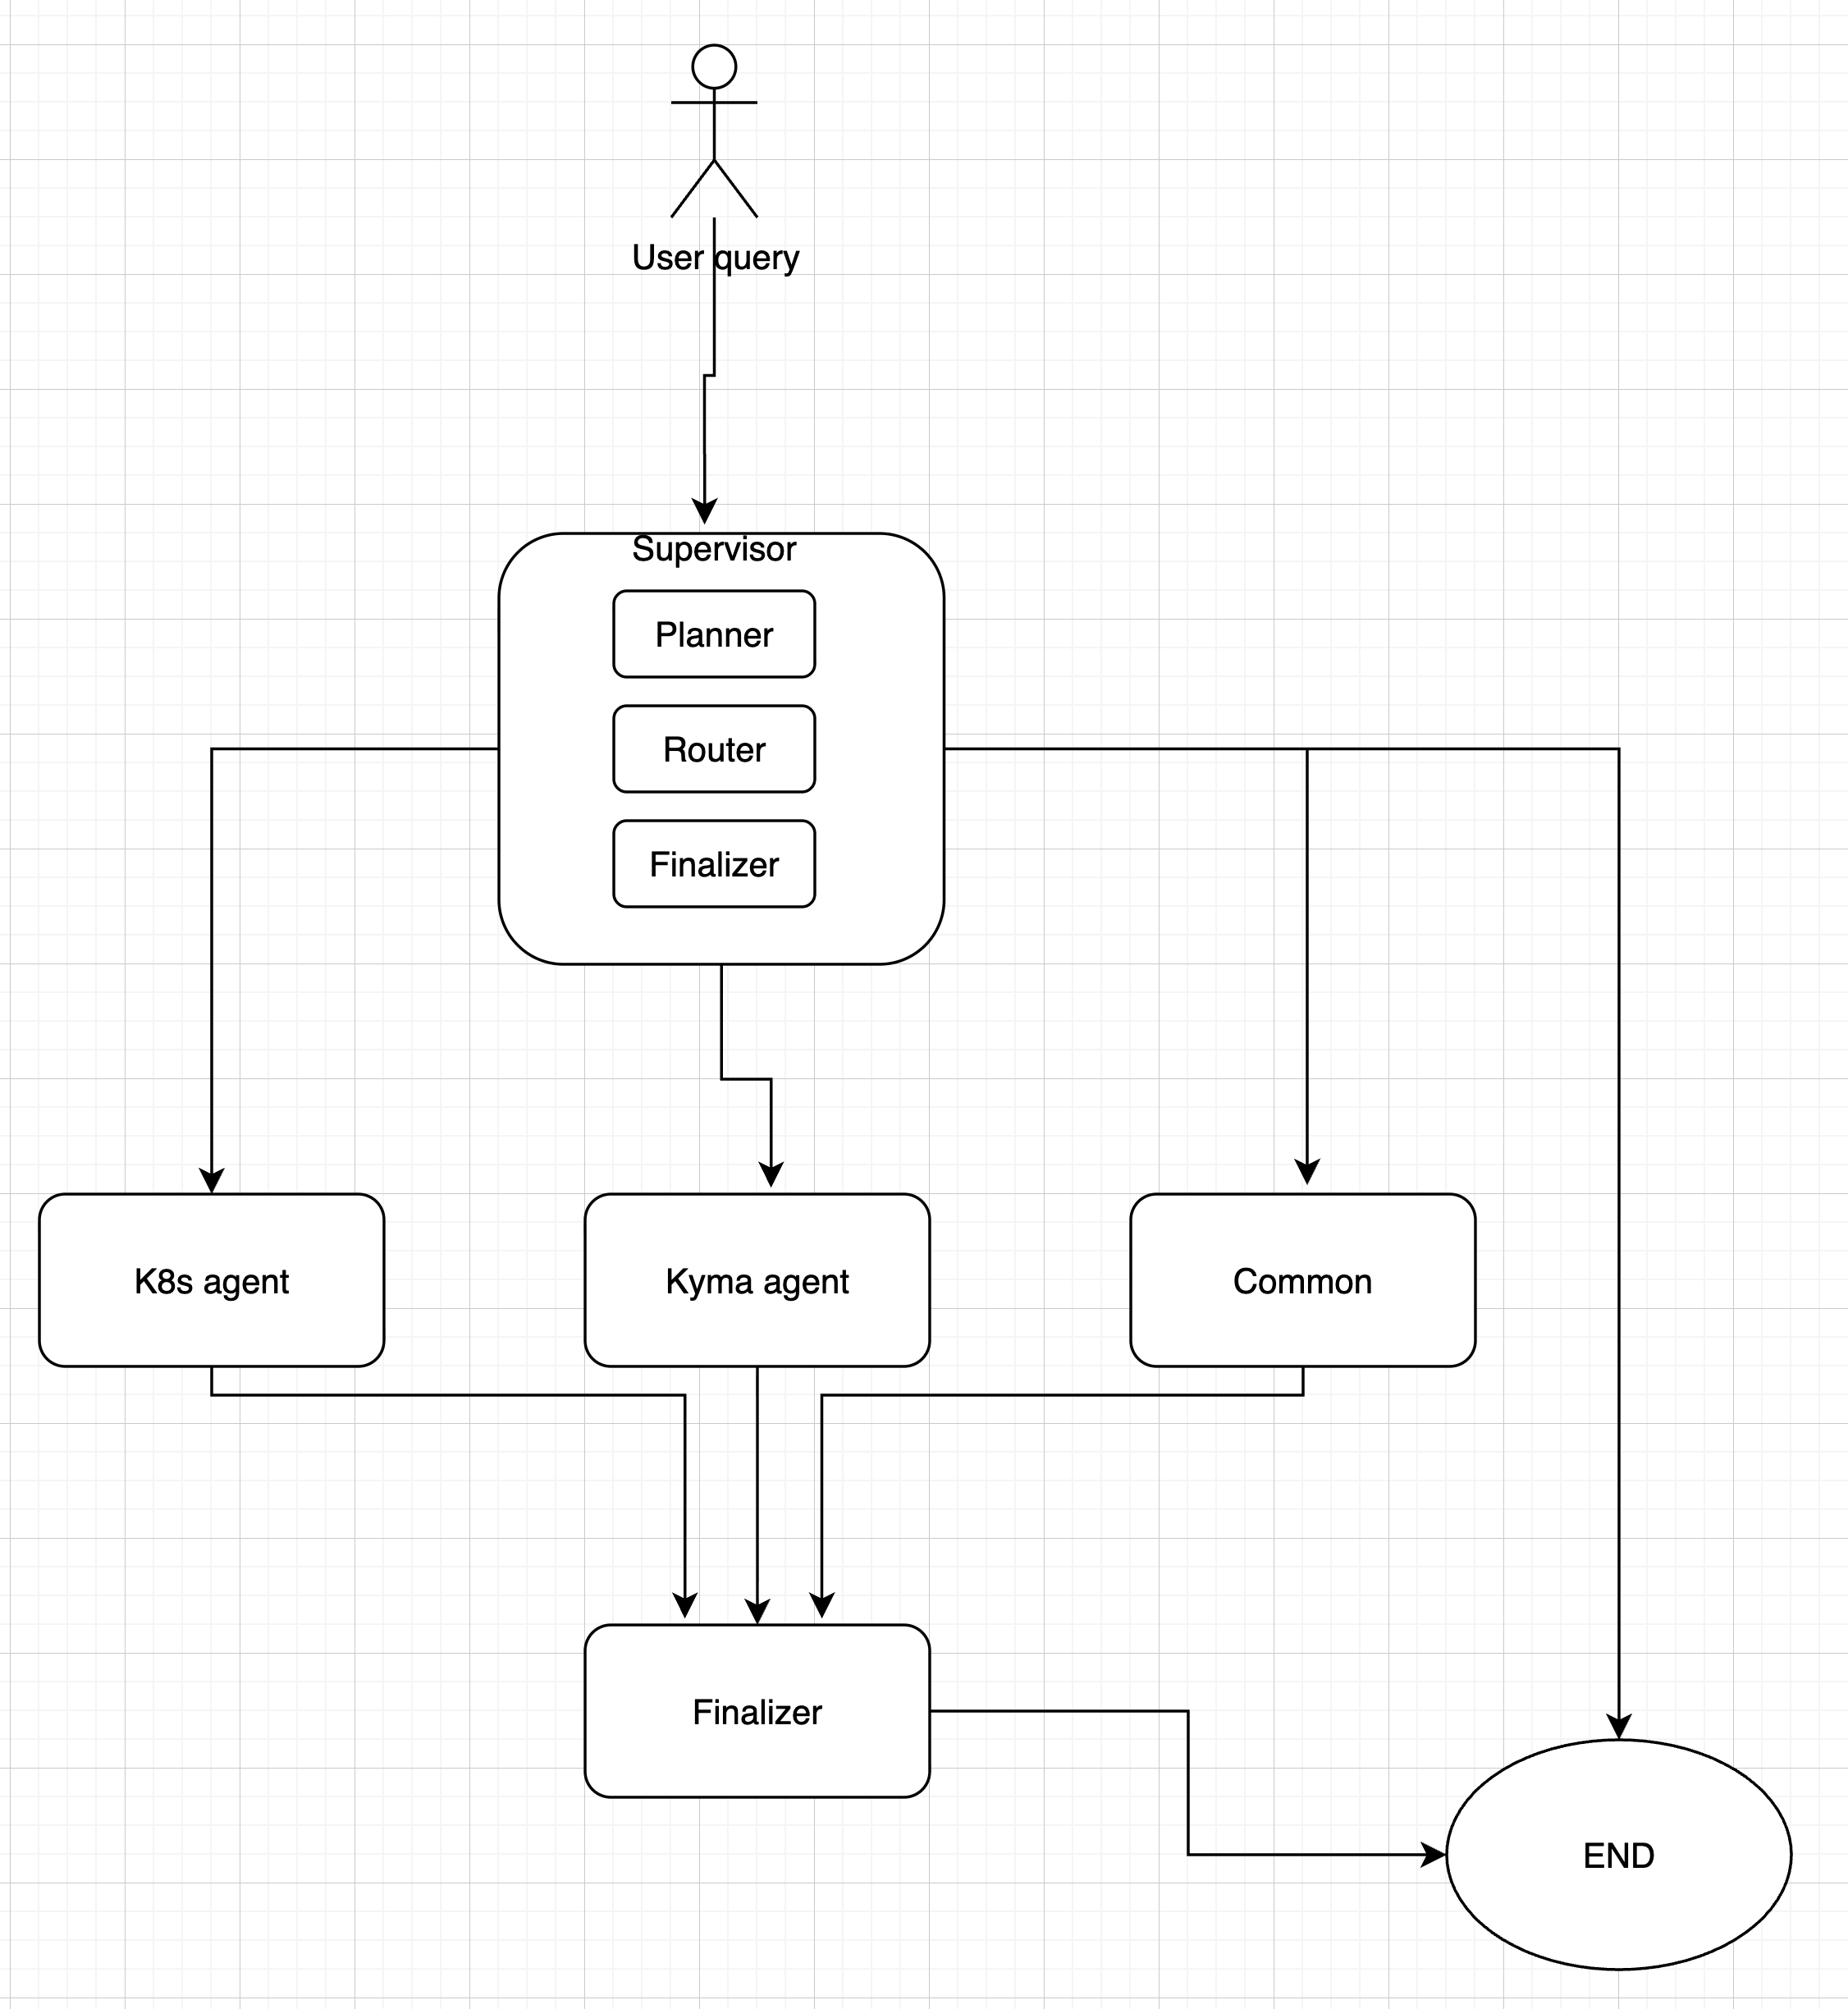 User query
Supervisor
Planner
Router
Finalizer
K8s agent
Kyma agent
Common
Finalizer
END